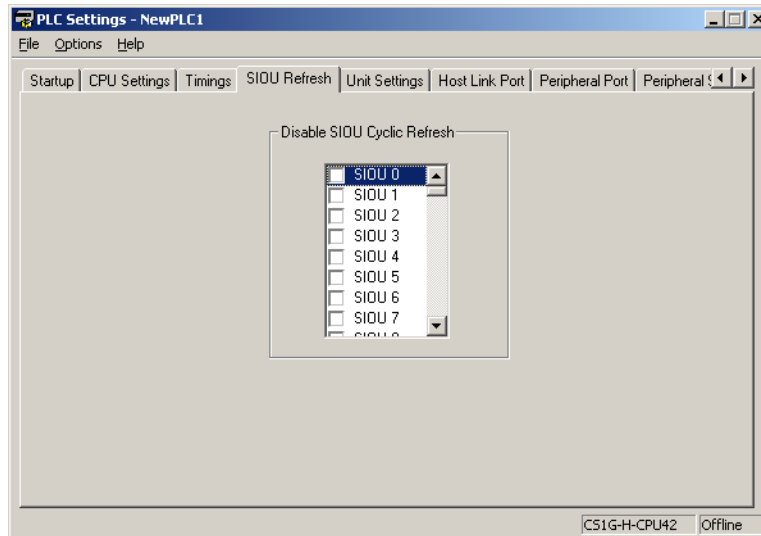 PLC Settings - NewPLC1
File Options Help
Startup CPU Settings Timings SIOU Refresh Unit Settings Host Link Port Peripheral Port Peripheral
Disable SIOU Cyclic Refresh
SIOU 0
SIOU 1
SIOU 2
SIOU 3
SIOU 4
SIOU 5
SIOU 6
SIOU 7
CS1G-H-CPU42 Offline